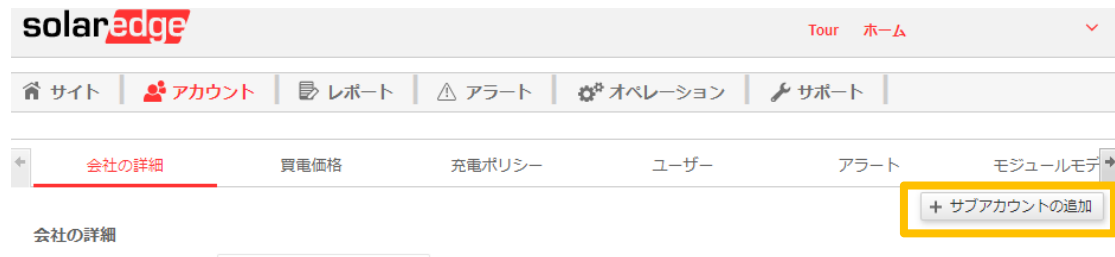 solaredge
Tour ホーム
サイト アカウント レポート アラート オペレーション サポート
会社の詳細 買電価格 充電ポリシー ユーザー アラート モジュールモデ
+ サブアカウントの追加
会社の詳細